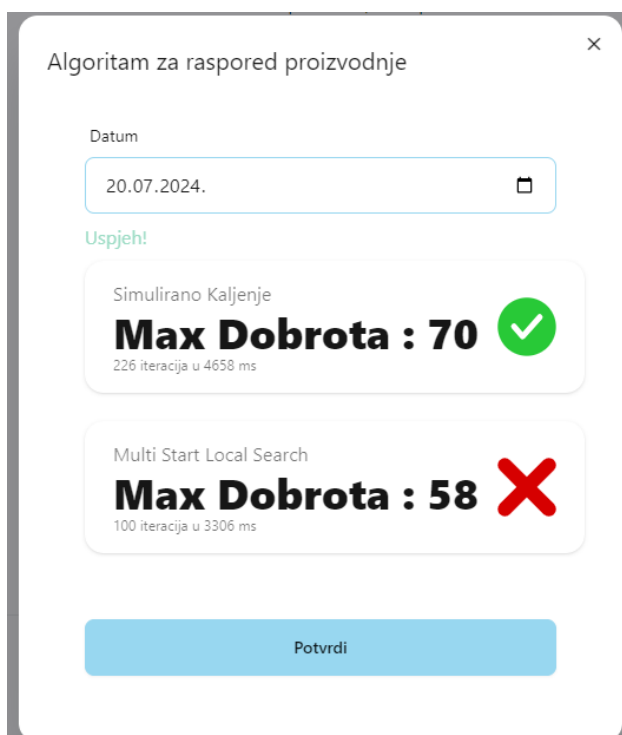 Algoritam za raspored proizvodnje
Datum
20.07.2024.
Uspjeh!
Simulirano Kaljenje
Max Dobrota : 70
226 iteracija u 4658 ms
Multi Start Local Search
Max Dobrota : 58
100 iteracija u 3306 ms
Potvrdi